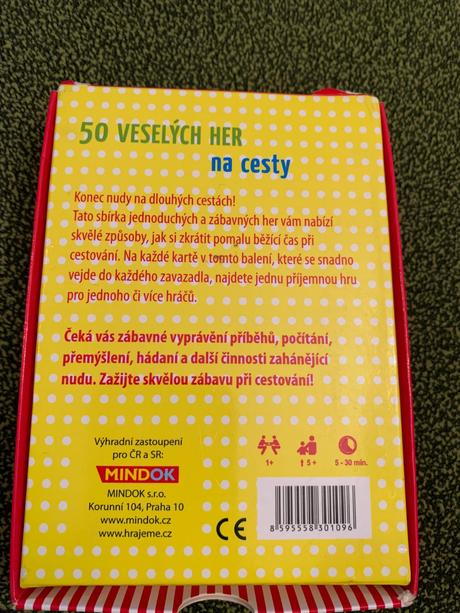 50 VESELÝCH HER
na cesty
Konec nudy na dlouhých cestách!
Tato sbírka jednoduchých a zábavných her vám nabízí
skvělé způsoby, jak si zkrátit pomalu běžící čas při
cestování. Na každé kartě v tomto balení, které se snadno
vejde do každého zavazadla, najdete jednu příjemnou hru
pro jednoho či více hráčů.
Čeká vás zábavné vyprávění příběhů, počítání,
přemýšlení, hádaní a další činnosti zahánějící
nudu. Zažijte skvělou zábavu při cestování!
Výhradní zastoupení
pro ČR a SR:
MINDOK
MINDOK s.r.o.
Korunní 104, Praha 10
www.mindok.cz
www.hrajeme.cz
CE
1+
5+
5 - 30 min.
8 595558 301096